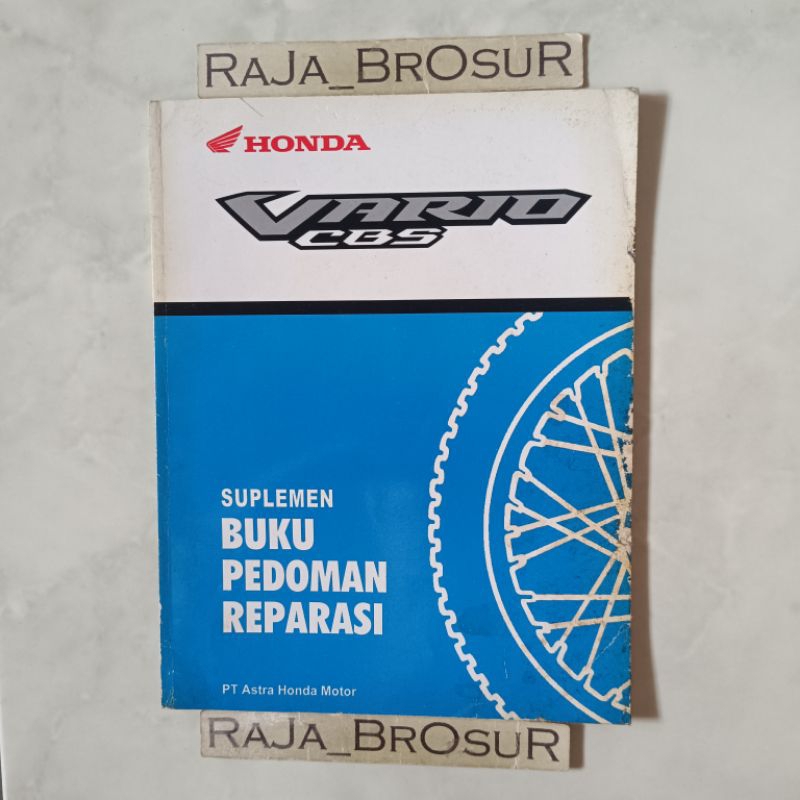 RAJA_BROSUR
HONDA
VARIO
CBS
SUPLEMEN
BUKU
PEDOMAN
REPARASI
PT Astra Honda Motor
RAJA_BROSUR